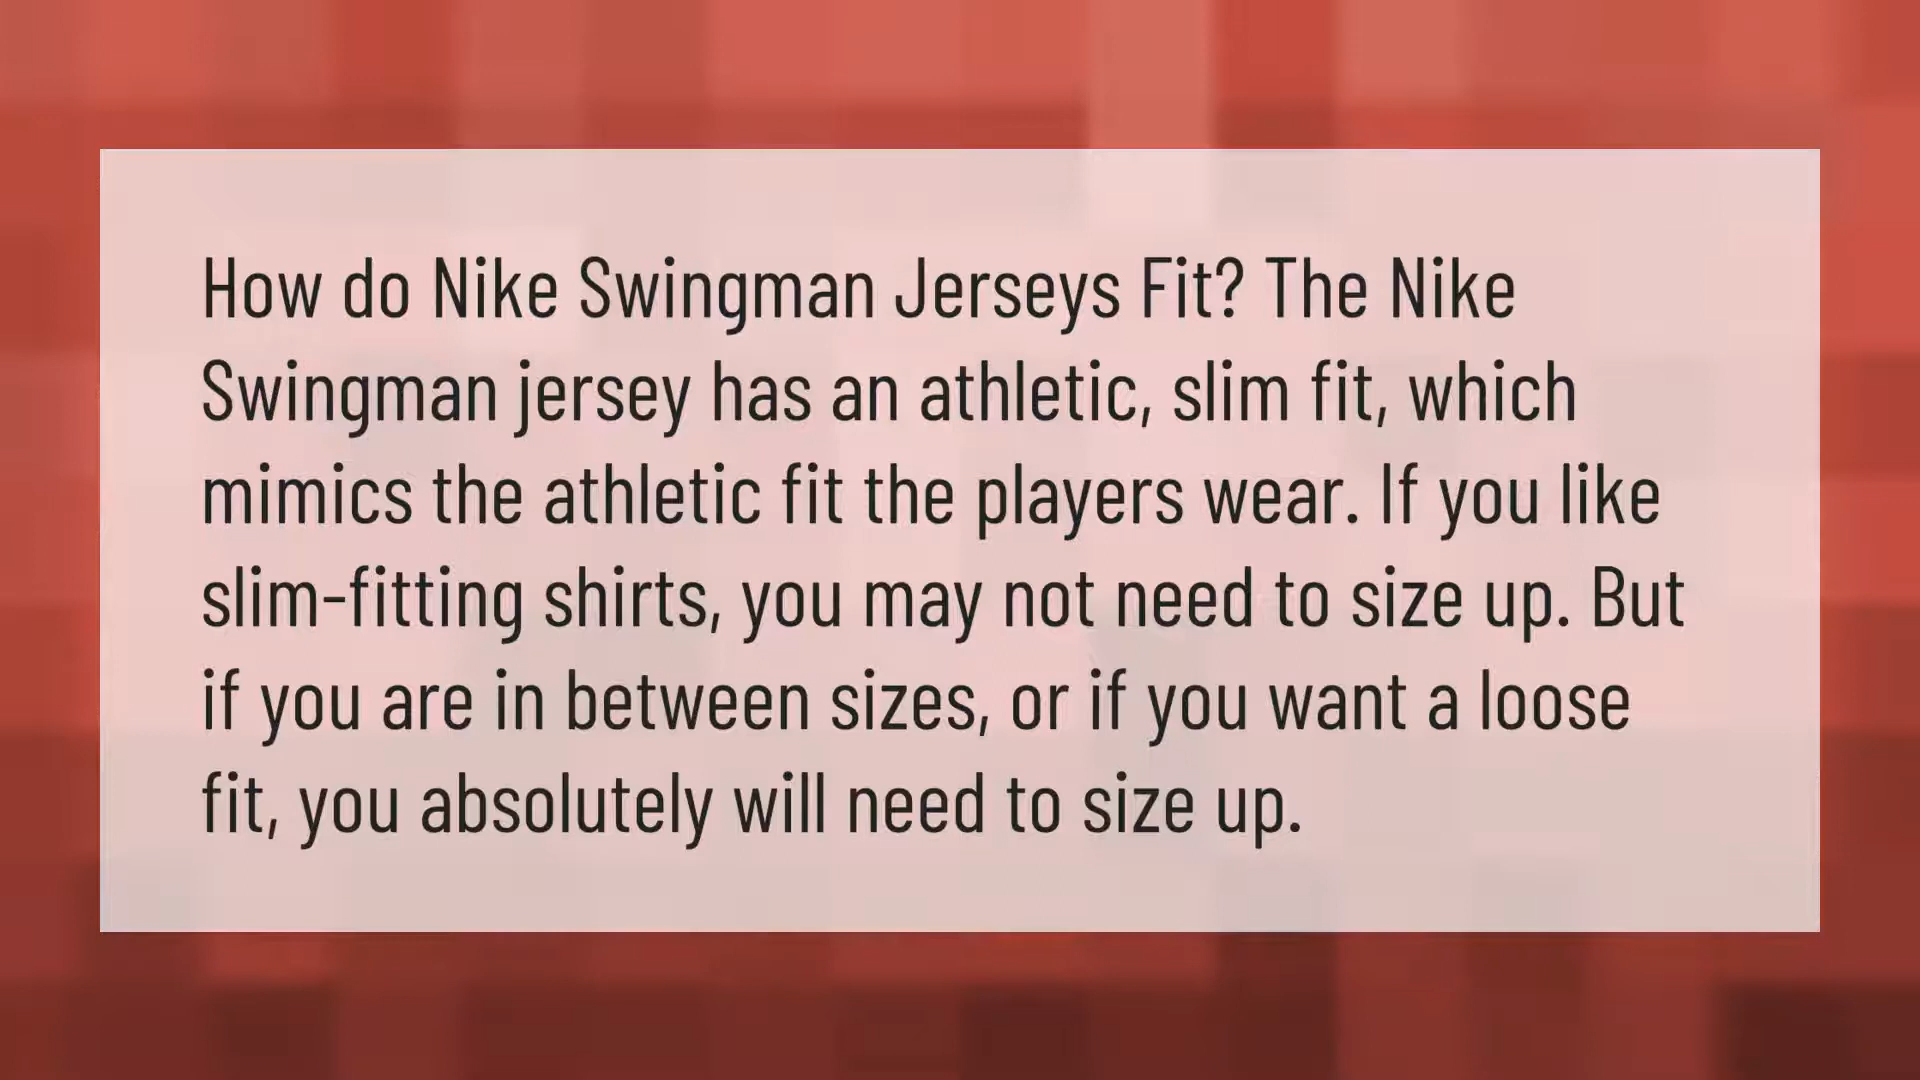 How do Nike Swingman Jerseys Fit? The Nike
Swingman jersey has an athletic, slim fit, which
mimics the athletic fit the players wear. If you like
slim-fitting shirts, you may not need to size up. But
if you are in between sizes, or if you want a loose
fit, you absolutely will need to size up.